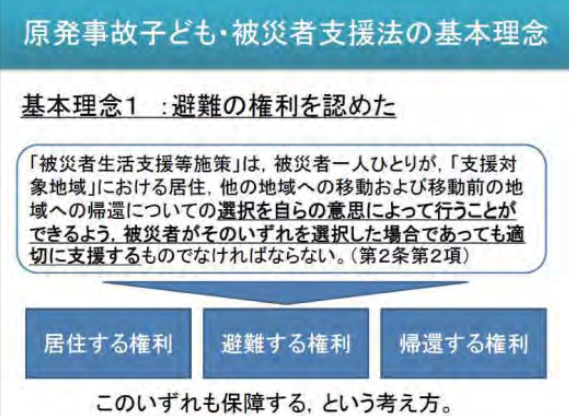 原発事故子ども・被災者支援法の基本理念
基本理念1　：避難の権利を認めた
「被災者生活支援等施策」は，被災者一人ひとりが，「支援対
象地域」における居住，他の地域への移動および移動前の地
域への帰還についての選択を自らの意思によって行うことが
できるよう，被災者がそのいずれを選択した場合であっても適
切に支援するものでなければならない。（第2条第2項）
居住する権利
避難する権利
帰還する権利
このいずれも保障する，という考え方。